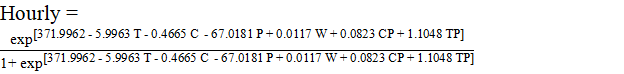 Hourly =
exp[371.9962 - 5.9963 T - 0.4665 C - 67.0181 P + 0.0117 W + 0.0823 CP + 1.1048 TP]
1+ exp[371.9962 - 5.9963 T - 0.4665 C - 67.0181 P + 0.0117 W + 0.0823 CP + 1.1048 TP]